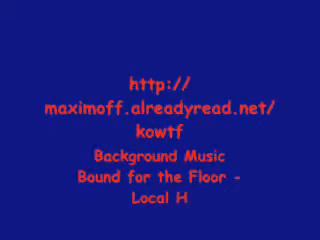 http://
maximoff.alreadyread.net/
kowtf
Background Music
Bound for the Floor -
Local H